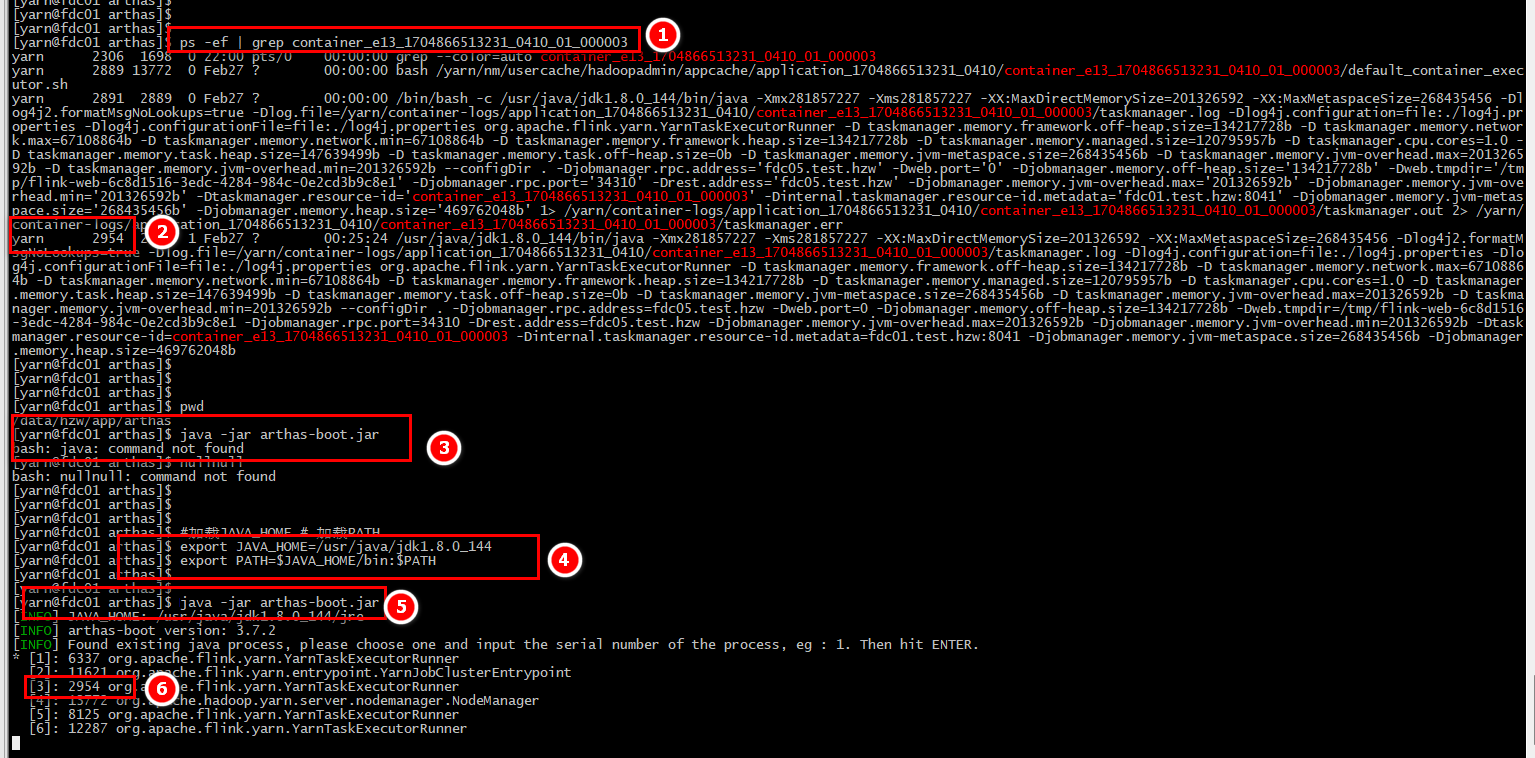 [yarn@fdc01 arthas]$
[yarn@fdc01 arthas]$
[yarn@fdc01 arthas]$
[yarn@fdc01 arthas]$ ps -ef | grep container_e13_1704866513231_0410_01_000003
1
yarn 2306 1698 0 22:00 pts/0 00:00:00 grep --color=auto container_e13_1704866513231_0410_01_000003
yarn 2889 13772 0 Feb27 ? 00:00:00 bash /yarn/nm/usercache/hadoopadmin/appcache/application_1704866513231_0410/container_e13_1704866513231_0410_01_000003/default_container_exec
utor.sh
yarn 2891 2889 0 Feb27 ? 00:00:00 /bin/bash -c /usr/java/jdk1.8.0_144/bin/java -Xmx281857227 -Xms281857227 -XX:MaxDirectMemorySize=201326592 -XX:MaxMetaspaceSize=268435456 -Dl
og4j2.formatMsgNoLookups=true -Dlog.file=/yarn/container-logs/application_1704866513231_0410/container_e13_1704866513231_0410_01_000003/taskmanager.log -Dlog4j.configuration=file:./log4j.pr
operties -Dlog4j.configurationFile=file:./log4j.properties org.apache.flink.yarn.YarnTaskExecutorRunner -D taskmanager.memory.framework.off-heap.size=134217728b -D taskmanager.memory.networ
k.max=67108864b -D taskmanager.memory.network.min=67108864b -D taskmanager.memory.framework.heap.size=134217728b -D taskmanager.memory.managed.size=120795957b -D taskmanager.cpu.cores=1.0 -
D taskmanager.memory.task.heap.size=147639499b -D taskmanager.memory.task.off-heap.size=0b -D taskmanager.memory.jvm-metaspace.size=268435456b -D taskmanager.memory.jvm-overhead.max=2013265
92b -D taskmanager.memory.jvm-overhead.min=201326592b --configDir . -Djobmanager.rpc.address='fdc05.test.hzw' -Dweb.port='0' -Djobmanager.memory.off-heap.size='134217728b' -Dweb.tmpdir='/tm
p/flink-web-6c8d1516-3edc-4284-984c-0e2cd3b9c8e1' -Djobmanager.rpc.port='34310' -Drest.address='fdc05.test.hzw' -Djobmanager.memory.jvm-overhead.max='201326592b' -Djobmanager.memory.jvm-ove
rhead.min='201326592b' -Dtaskmanager.resource-id='container_e13_1704866513231_0410_01_000003' -Dinternal.taskmanager.resource-id.metadata='fdc01.test.hzw:8041' -Djobmanager.memory.jvm-metas
pace.size='268435456b' -Djobmanager.memory.heap.size='469762048b' 1> /yarn/container-logs/application_1704866513231_0410/container_e13_1704866513231_0410_01_000003/taskmanager.out 2> /yarn/
container-logs/application_1704866513231_0410/container_e13_1704866513231_0410_01_000003/taskmanager.err
2
yarn 2954 1 Feb27 ? 00:25:24 /usr/java/jdk1.8.0_144/bin/java -Xmx281857227 -Xms281857227 -XX:MaxDirectMemorySize=201326592 -XX:MaxMetaspaceSize=268435456 -Dlog4j2.formatM
sgNoLookups=true -Dlog.file=/yarn/container-logs/application_1704866513231_0410/container_e13_1704866513231_0410_01_000003/taskmanager.log -Dlog4j.configuration=file:./log4j.properties -Dlo
g4j.configurationFile=file:./log4j.properties org.apache.flink.yarn.YarnTaskExecutorRunner -D taskmanager.memory.framework.off-heap.size=134217728b -D taskmanager.memory.network.max=6710886
4b -D taskmanager.memory.network.min=67108864b -D taskmanager.memory.framework.heap.size=134217728b -D taskmanager.memory.managed.size=120795957b -D taskmanager.cpu.cores=1.0 -D taskmanager
.memory.task.heap.size=147639499b -D taskmanager.memory.task.off-heap.size=0b -D taskmanager.memory.jvm-metaspace.size=268435456b -D taskmanager.memory.jvm-overhead.max=201326592b -D taskma
nager.memory.jvm-overhead.min=201326592b --configDir . -Djobmanager.rpc.address=fdc05.test.hzw -Dweb.port=0 -Djobmanager.memory.off-heap.size=134217728b -Dweb.tmpdir=/tmp/flink-web-6c8d1516
-3edc-4284-984c-0e2cd3b9c8e1 -Djobmanager.rpc.port=34310 -Drest.address=fdc05.test.hzw -Djobmanager.memory.jvm-overhead.max=201326592b -Djobmanager.memory.jvm-overhead.min=201326592b -Dtask
manager.resource-id=container_e13_1704866513231_0410_01_000003 -Dinternal.taskmanager.resource-id.metadata=fdc01.test.hzw:8041 -Djobmanager.memory.jvm-metaspace.size=268435456b -Djobmanager
.memory.heap.size=469762048b
[yarn@fdc01 arthas]$
[yarn@fdc01 arthas]$
[yarn@fdc01 arthas]$
[yarn@fdc01 arthas]$ pwd
/data/hzw/app/arthas
[yarn@fdc01 arthas]$ java -jar arthas-boot.jar
bash: java: command not found
3
[yarn@fdc01 arthas]$ nullnull
bash: nullnull: command not found
[yarn@fdc01 arthas]$
[yarn@fdc01 arthas]$
[yarn@fdc01 arthas]$
[yarn@fdc01 arthas]$ #加载JAVA_HOME # 加载PATH
[yarn@fdc01 arthas]$ export JAVA_HOME=/usr/java/jdk1.8.0_144
[yarn@fdc01 arthas]$ export PATH=$JAVA_HOME/bin:$PATH
4
[yarn@fdc01 arthas]$
[yarn@fdc01 arthas]$
[yarn@fdc01 arthas]$ java -jar arthas-boot.jar
5
[INFO] JAVA_HOME: /usr/java/jdk1.8.0_144/jre
[INFO] arthas-boot version: 3.7.2
[INFO] Found existing java process, please choose one and input the serial number of the process, eg : 1. Then hit ENTER.
* [1]: 6337 org.apache.flink.yarn.YarnTaskExecutorRunner
[2]: 11621 org.apache.flink.yarn.entrypoint.YarnJobClusterEntrypoint
[3]: 2954 org.apache.flink.yarn.YarnTaskExecutorRunner
6
[4]: 13772 org.apache.hadoop.yarn.server.nodemanager.NodeManager
[5]: 8125 org.apache.flink.yarn.YarnTaskExecutorRunner
[6]: 12287 org.apache.flink.yarn.YarnTaskExecutorRunner